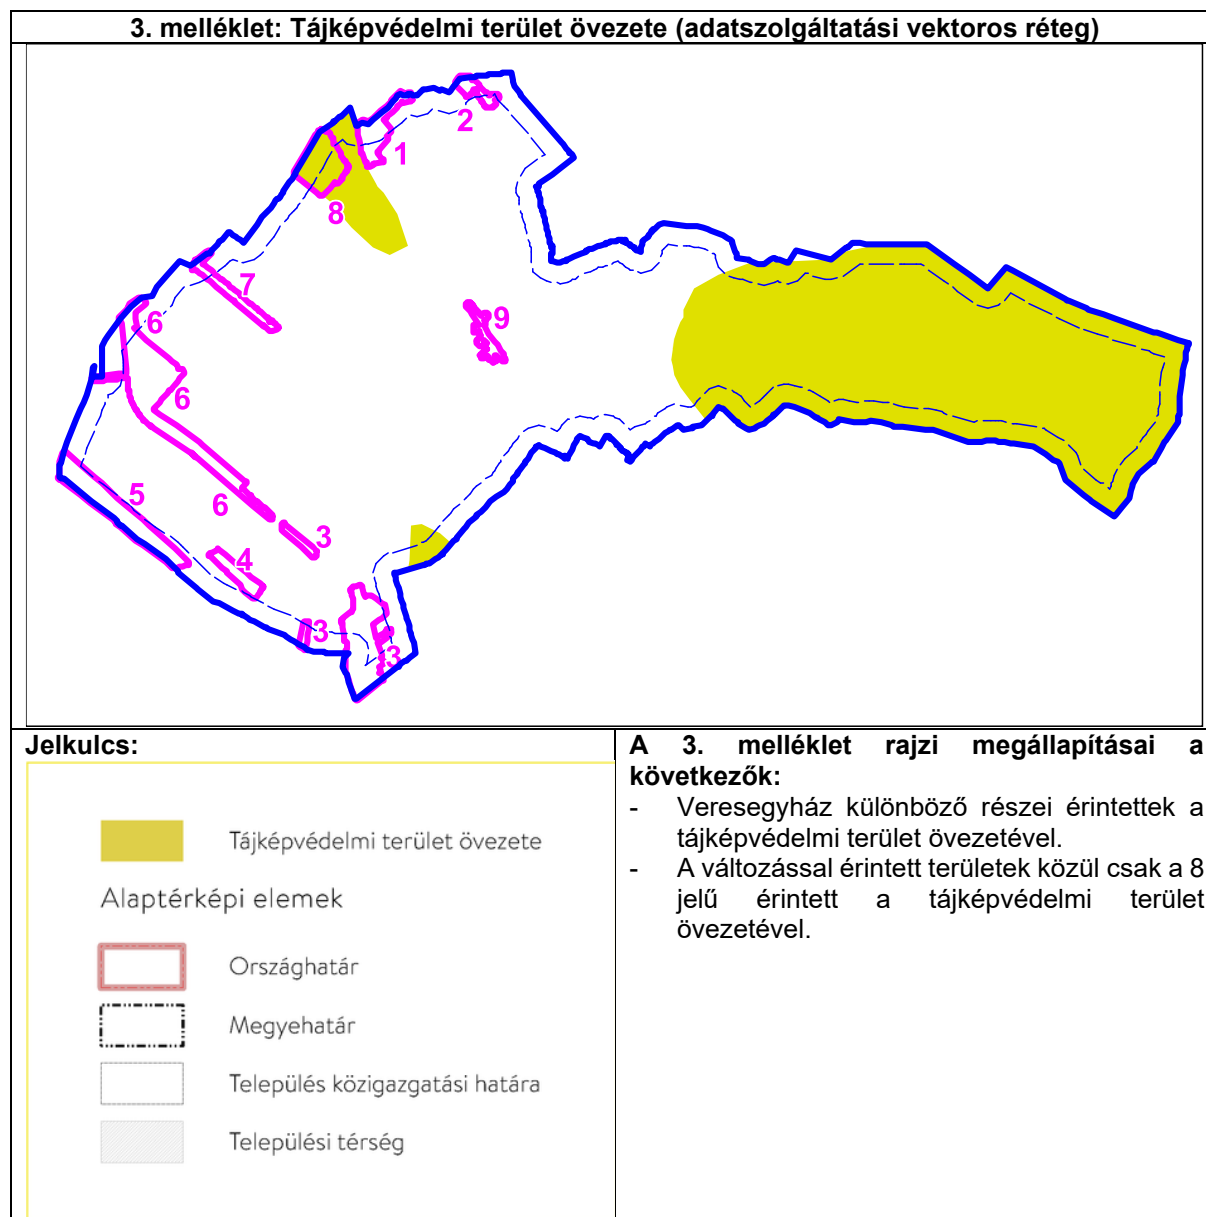 3. melléklet: Tájképvédelmi terület övezete (adatszolgáltatási vektoros réteg)
2
1
8
7
6
9
6
5
6
3
4
3
3
Jelkulcs:
Tájképvédelmi terület övezete
Alaptérképi elemek
Országhatár
Megyehatár
Település közigazgatási határa
Települési térség
A 3. melléklet rajzi megállapításai a
következők:
- Veresegyház különböző részei érintettek a
tájképvédelmi terület övezetével.
- A változással érintett területek közül csak a 8
jelű érintett a tájképvédelmi terület
övezetével.